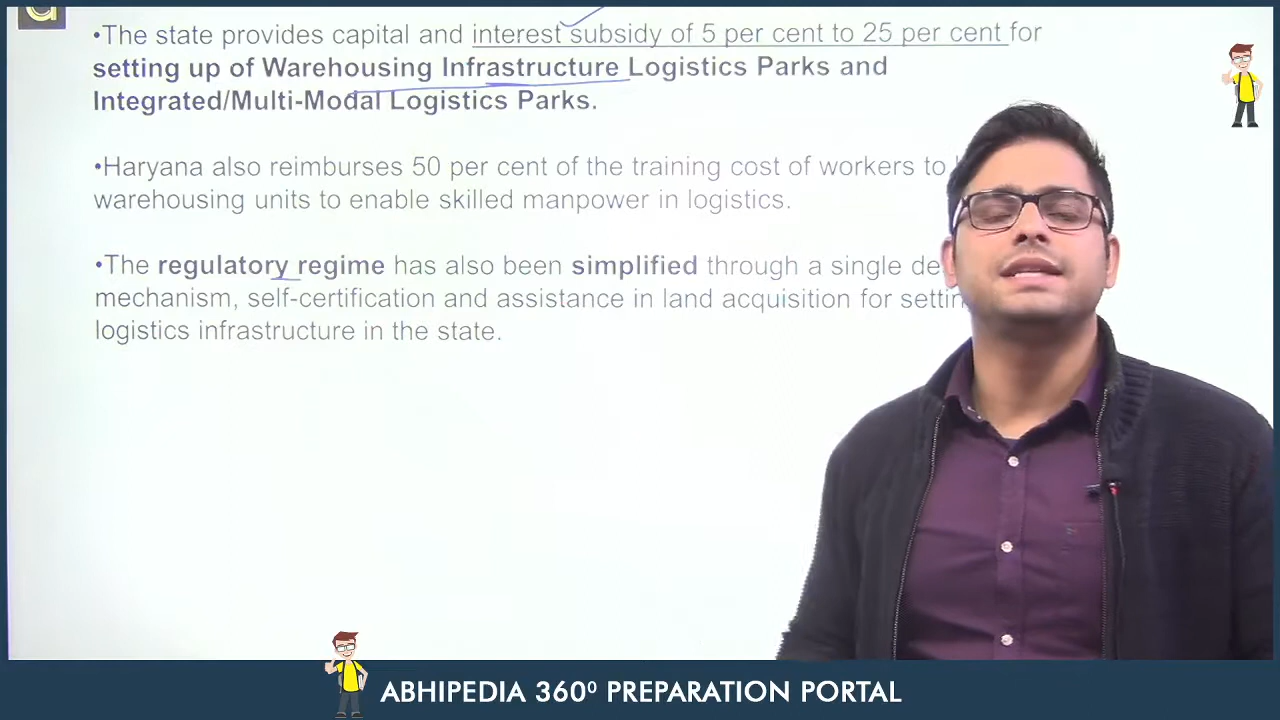 •The state provides capital and interest subsidy of 5 per cent to 25 per cent for
setting up of Warehousing Infrastructure Logistics Parks and
Integrated/Multi-Modal Logistics Parks.
•Haryana also reimburses 50 per cent of the training cost of workers to
warehousing units to enable skilled manpower in logistics.
•The regulatory regime has also been simplified through a single
mechanism, self-certification and assistance in land acquisition for
logistics infrastructure in the state.
ABHIPEDIA 360⁰ PREPARATION PORTAL